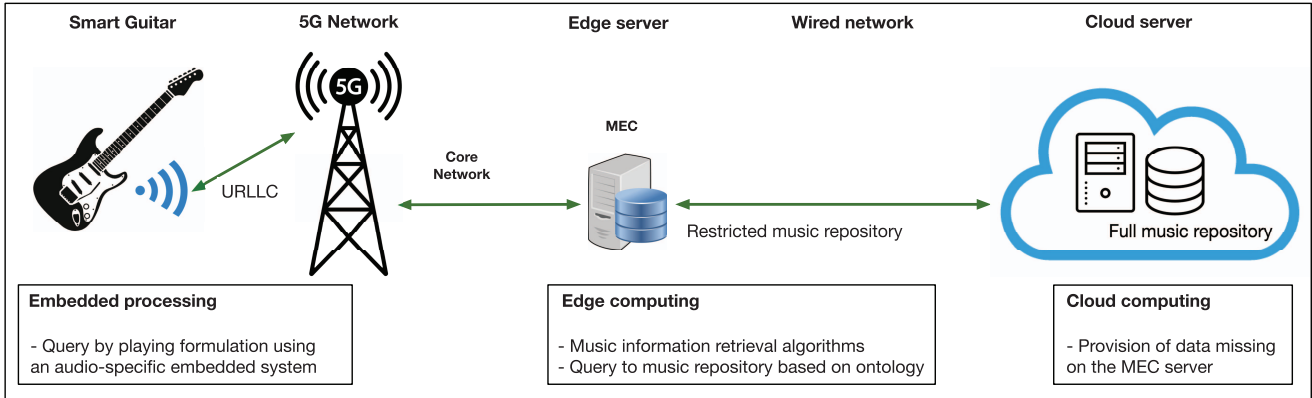 Smart Guitar
5G Network
Edge server
Wired network
Cloud server
5G
MEC
Core
Network
URLLC
Restricted music repository
Full music repository
Embedded processing
- Query by playing formulation using
an audio-specific embedded system
Edge computing
- Music information retrieval algorithms
- Query to music repository based on ontology
Cloud computing
- Provision of data missing
on the MEC server